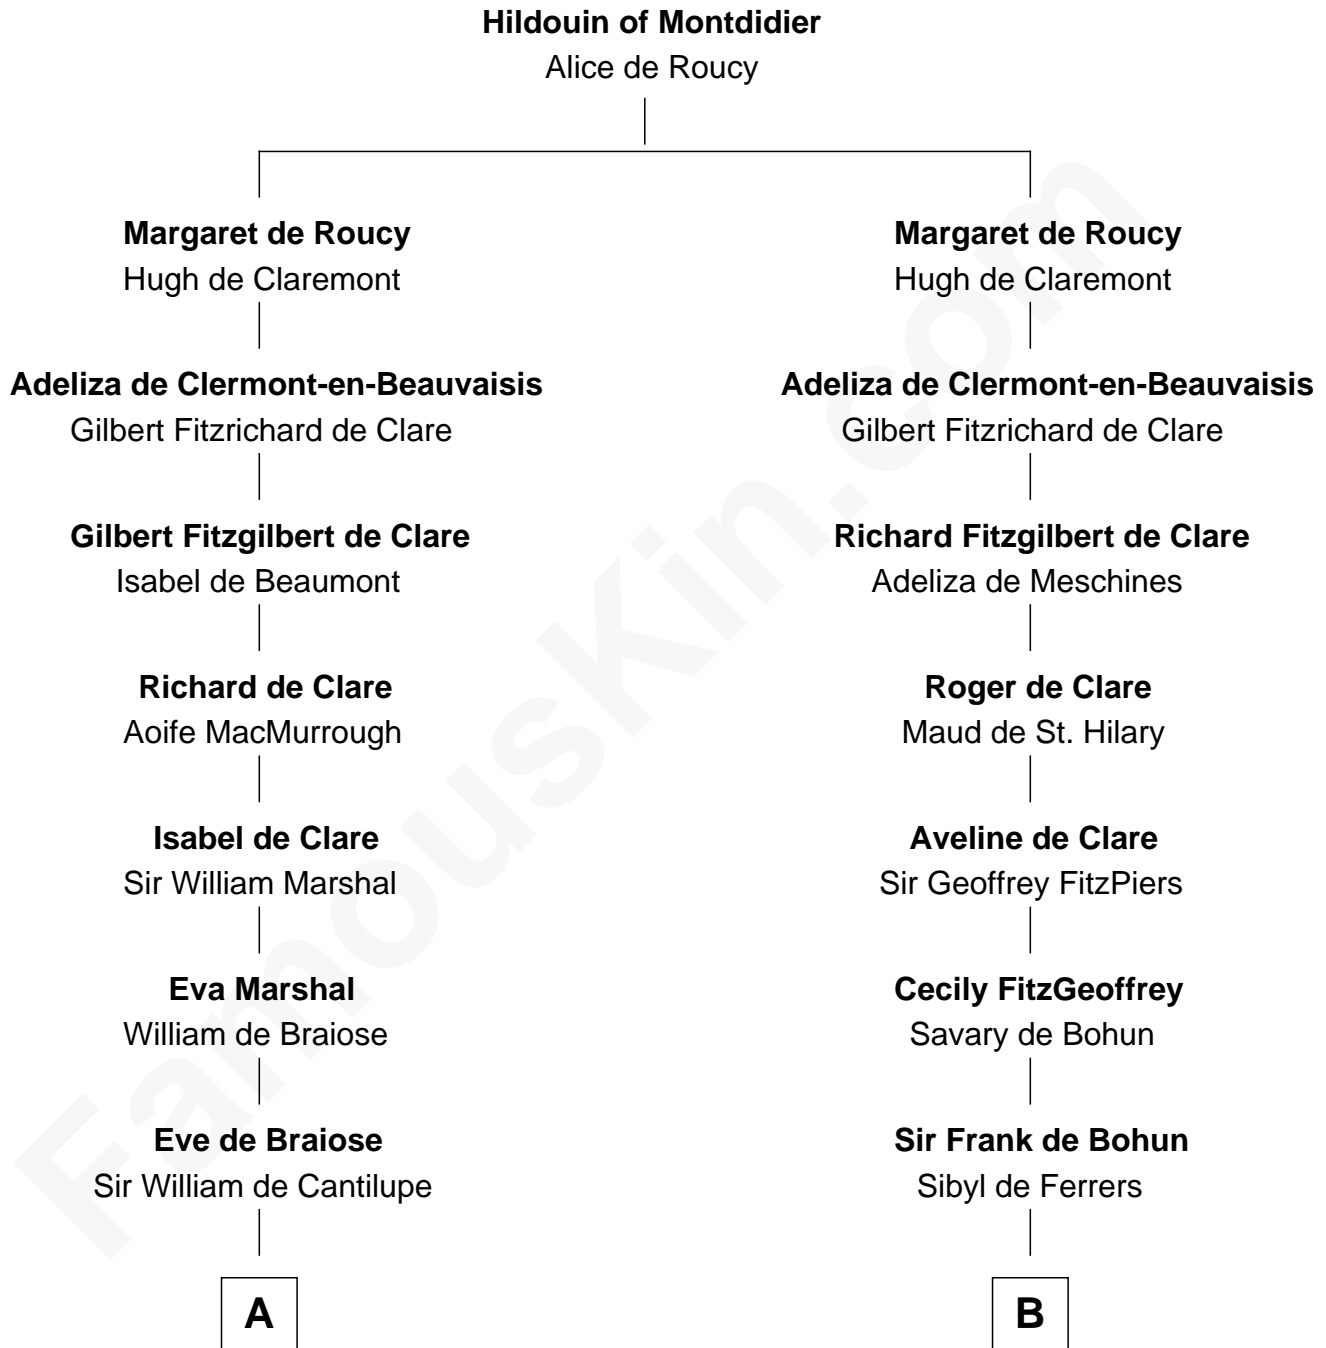 Hildouin of Montdidier
Alice de Roucy
Margaret de Roucy
Hugh de Claremont
Adeliza de Clermont-en-Beauvaisis
Gilbert Fitzrichard de Clare
Gilbert Fitzgilbert de Clare
Isabel de Beaumont
Richard de Clare
Aoife MacMurrough
Isabel de Clare
Sir William Marshal
Eva Marshal
William de Braiose
Eve de Braiose
Sir William de Cantilupe
A
Margaret de Roucy
Hugh de Claremont
Adeliza de Clermont-en-Beauvaisis
Gilbert Fitzrichard de Clare
Richard Fitzgilbert de Clare
Adeliza de Meschines
Roger de Clare
Maud de St. Hilary
Aveline de Clare
Sir Geoffrey FitzPiers
Cecily FitzGeoffrey
Savary de Bohun
Sir Frank de Bohun
Sibyl de Ferrers
B
FamousKin.com